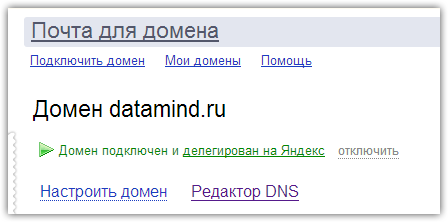 Почта для домена
Подключить домен Мои домены Помощь
Домен datamind.ru
Домен подключен и делегирован на Яндекс отключить
Настроить домен Редактор DNS